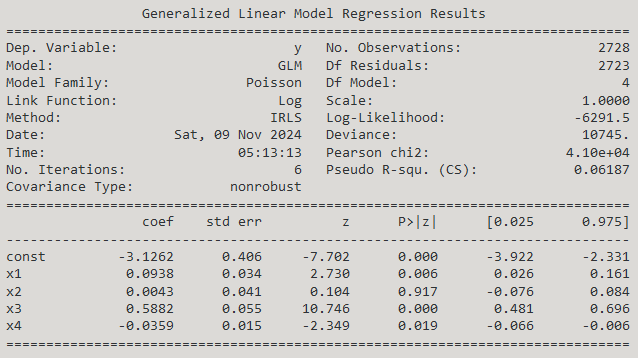 Generalized Linear Model Regression Results
==============================================================================
Dep. Variable:                      y   No. Observations:                 2728
Model:                            GLM   Df Residuals:                     2723
Model Family:                 Poisson   Df Model:                            4
Link Function:                    Log   Scale:                          1.0000
Method:                          IRLS   Log-Likelihood:                -6291.5
Date:                Sat, 09 Nov 2024   Deviance:                       10745.
Time:                        05:13:13   Pearson chi2:                 4.10e+04
No. Iterations:                     6   Pseudo R-squ. (CS):            0.06187
Covariance Type:            nonrobust
==============================================================================
                 coef    std err          z      P>|z|      [0.025      0.975]
------------------------------------------------------------------------------
const         -3.1262      0.406     -7.702      0.000      -3.922      -2.331
x1             0.0938      0.034      2.730      0.006       0.026       0.161
x2             0.0043      0.041      0.104      0.917      -0.076       0.084
x3             0.5882      0.055     10.746      0.000       0.481       0.696
x4            -0.0359      0.015     -2.349      0.019      -0.066      -0.006
==============================================================================